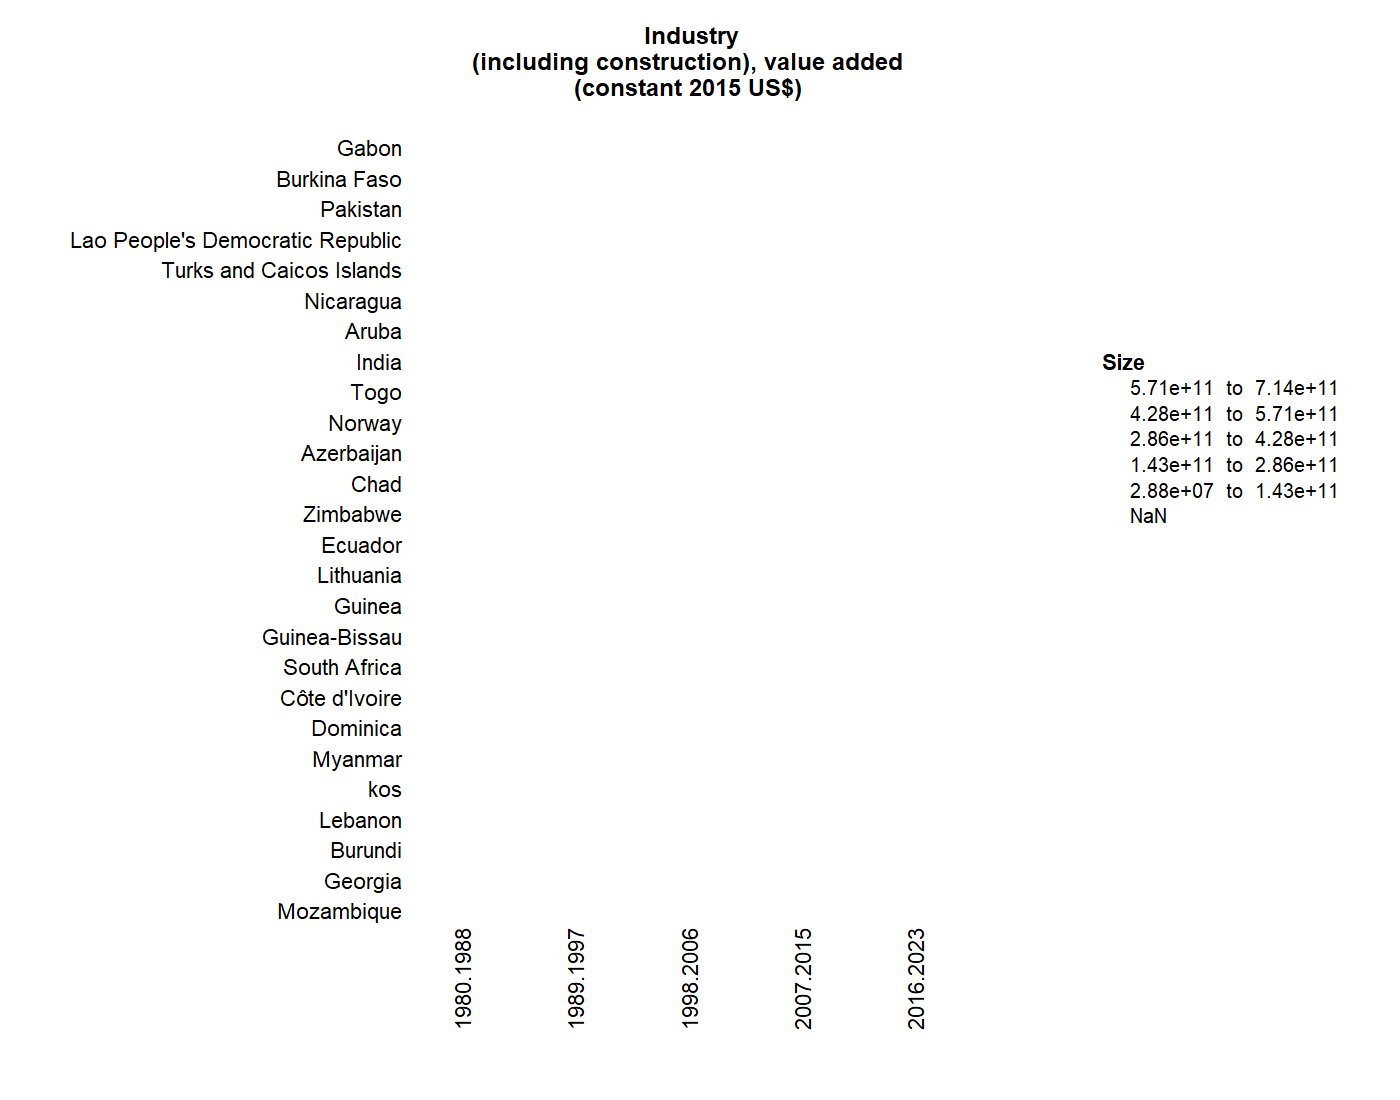 Industry
(including construction), value added
(constant 2015 US$)
Gabon
Burkina Faso
Pakistan
Lao People's Democratic Republic
Turks and Caicos Islands
Nicaragua
Aruba
India
Togo
Norway
Azerbaijan
Chad
Zimbabwe
Ecuador
Lithuania
Guinea
Guinea-Bissau
South Africa
Côte d'Ivoire
Dominica
Myanmar
kos
Lebanon
Burundi
Georgia
Mozambique
1980.1988
1989.1997
1998.2006
2007.2015
2016.2023
Size
5.71e+11 to 7.14e+11
4.28e+11 to 5.71e+11
2.86e+11 to 4.28e+11
1.43e+11 to 2.86e+11
2.88e+07 to 1.43e+11
NaN